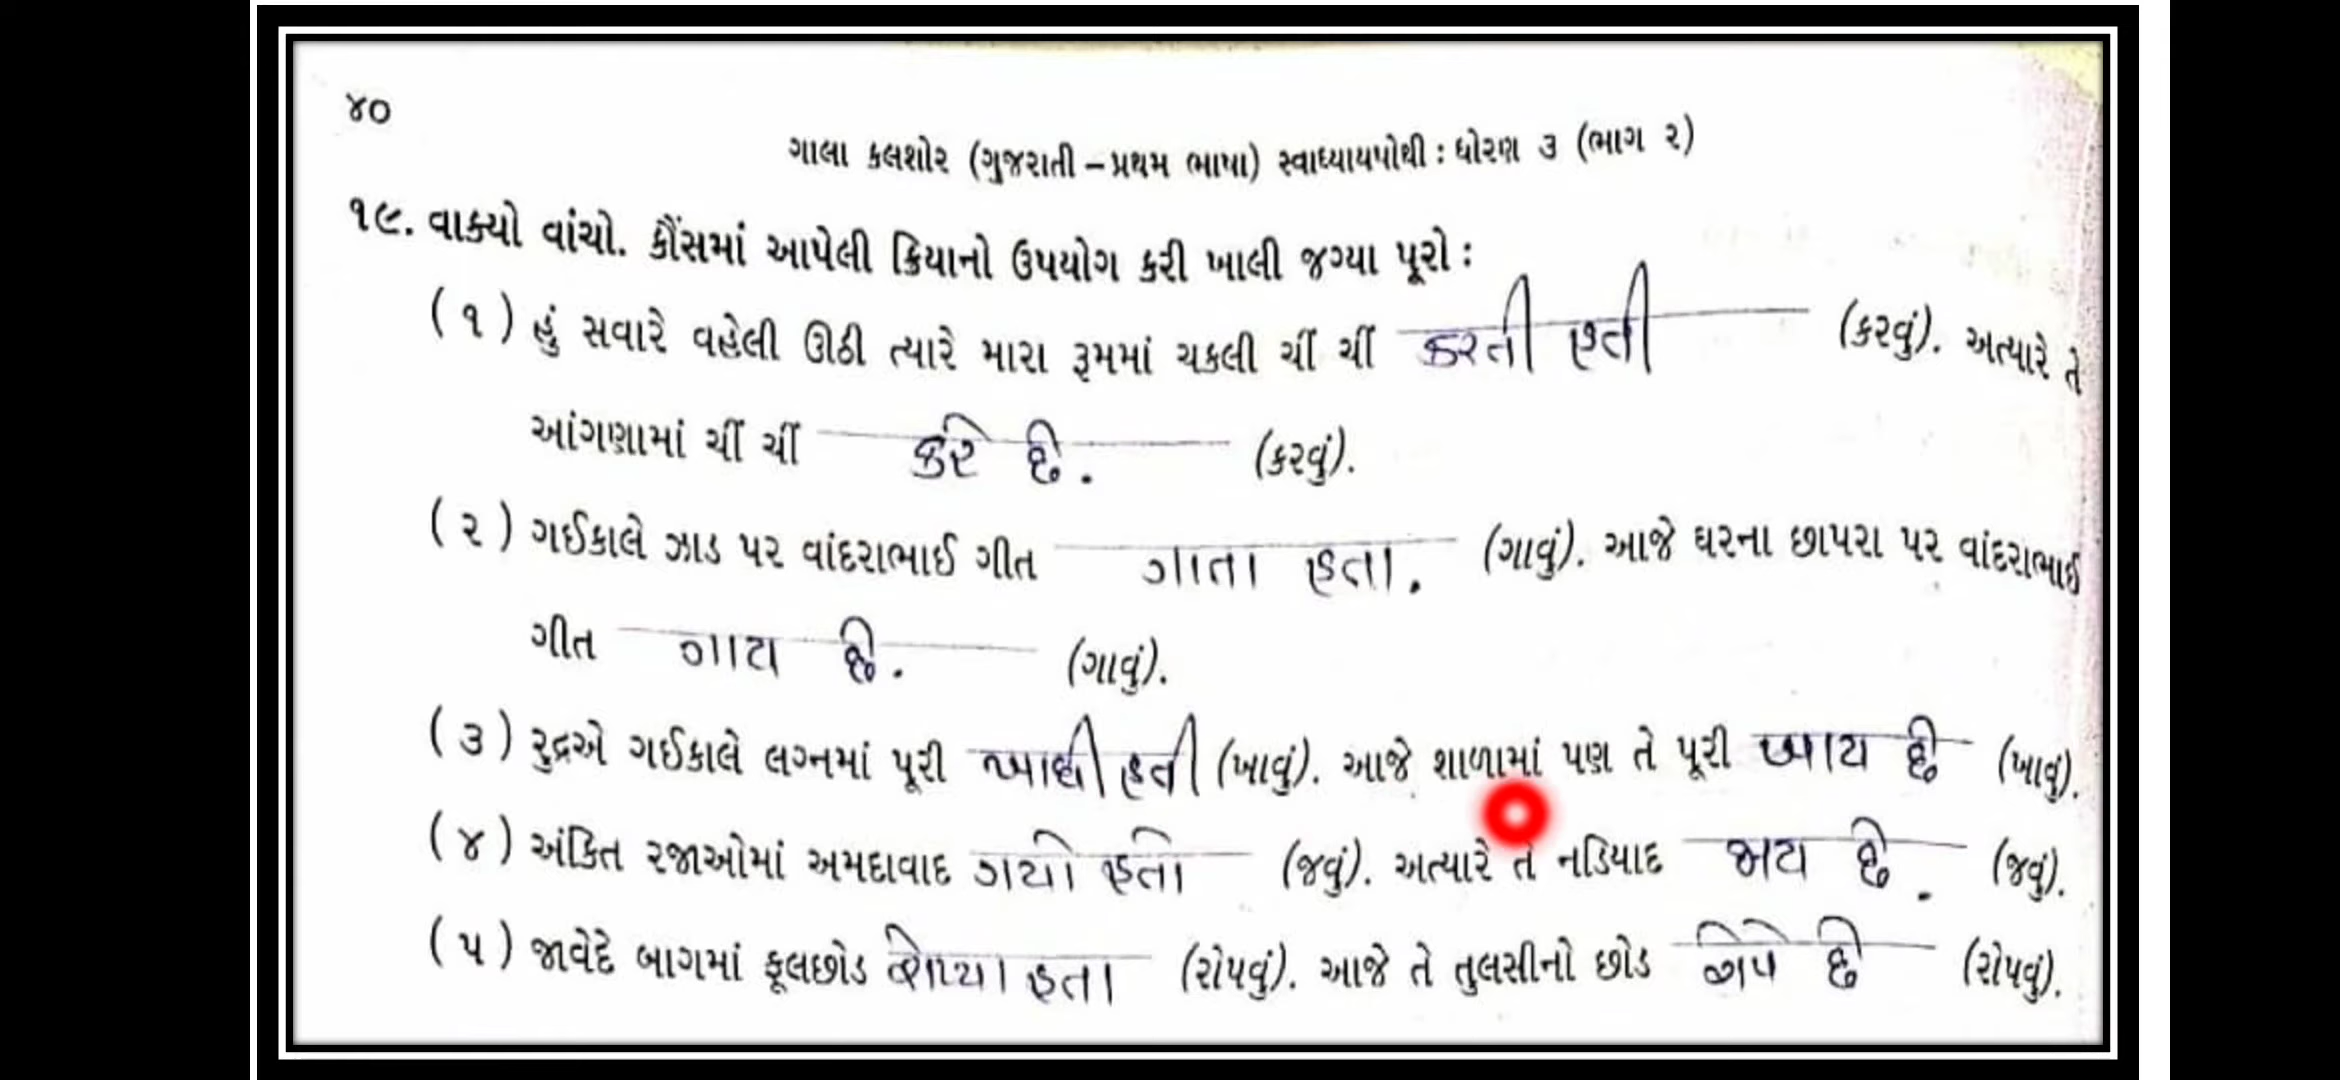 ૪૦
ગાલા કલશોર (ગુજરાતી – પ્રથમ ભાષા) સ્વાધ્યાયપોથી : ધોરણ ૩ (ભાગ ૨)
૧૯. વાક્યો વાંચો. કૌંસમાં આપેલી ક્રિયાનો ઉપયોગ કરી ખાલી જગ્યા પૂરો :
(૧) હું સવારે વહેલી ઊઠી ત્યારે મારા રૂમમાં ચકલી ચીં ચીં કરતી હતી (કરવું). અત્યારે તે
આંગણામાં ચીં ચીં કરે છે. (કરવું).
(૨) ગઈકાલે ઝાડ પર વાંદરાભાઈ ગીત ગાતા હતા. (ગાવું). આજે ઘરના છાપરા પર વાંદરાભાઈ
ગીત ગાય છે. (ગાવું).
(૩) રુદ્રએ ગઈકાલે લગ્નમાં પૂરી ખાધી હતી (ખાવું). આજે શાળામાં પણ તે પૂરી ખાય છે (ખાવું).
(૪) અંકિત રજાઓમાં અમદાવાદ ગયો હતો (જવું). અત્યારે તે નડિયાદ જાય છે. (જવું).
(૫) જાવેદે બાગમાં ફૂલછોડ રોપ્યા હતા (રોપવું). આજે તે તુલસીનો છોડ રોપે છે (રોપવું).